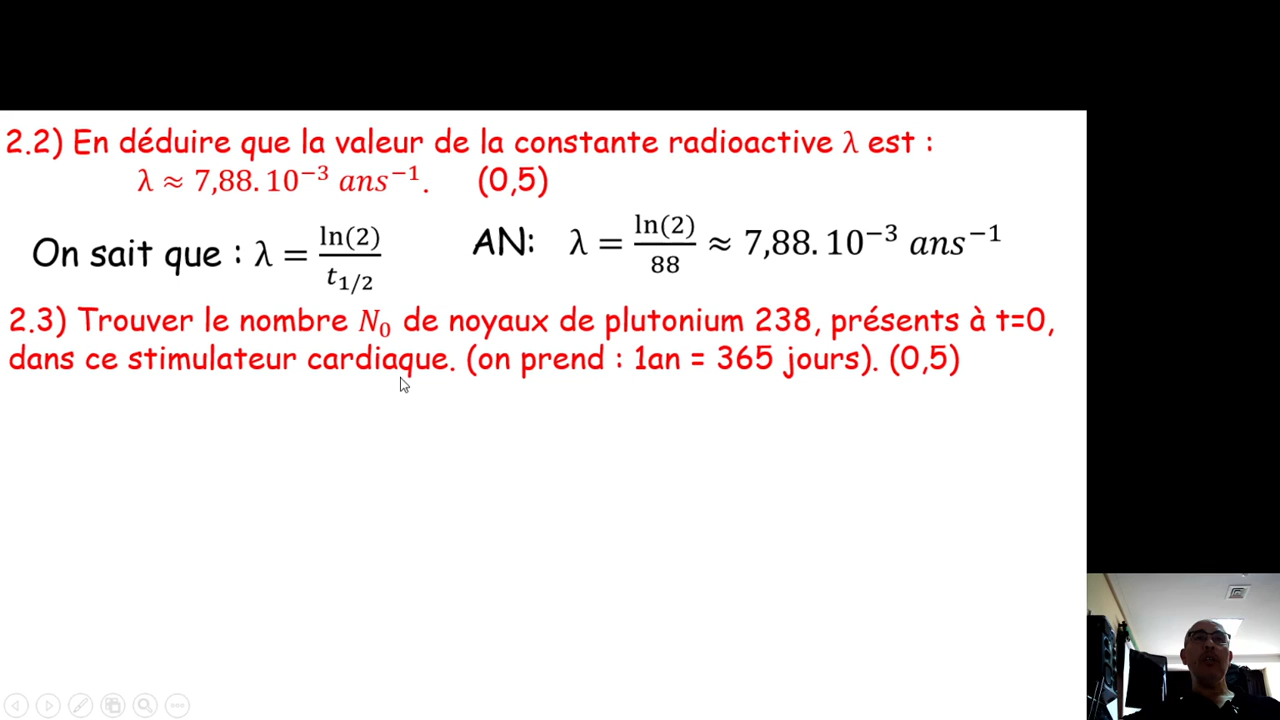 2.2) En déduire que la valeur de la constante radioactive λ est :
λ ≈ 7,88. 10⁻³ ans⁻¹. (0,5)
On sait que : λ = ln(2)/t₁/₂ AN: λ = ln(2)/88 ≈ 7,88. 10⁻³ ans⁻¹
2.3) Trouver le nombre N₀ de noyaux de plutonium 238, présents à t=0,
dans ce stimulateur cardiaque. (on prend : 1an = 365 jours). (0,5)